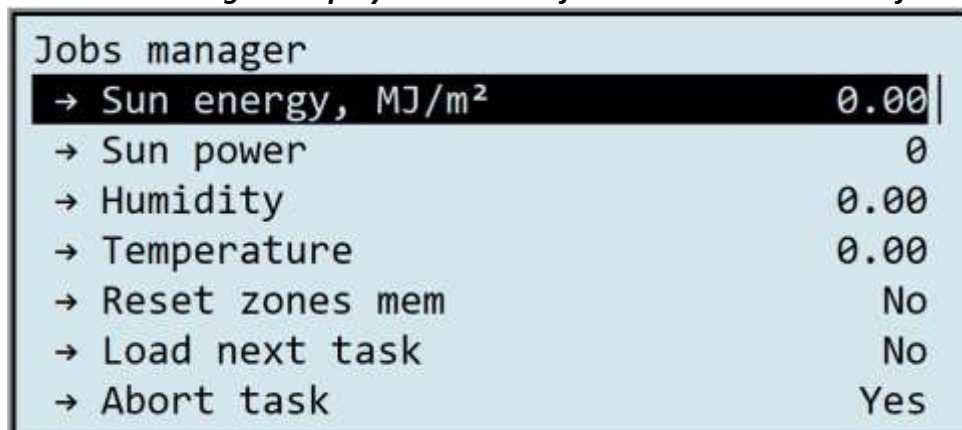 Jobs manager
→ Sun energy, MJ/m² 0.00
→ Sun power 0
→ Humidity 0.00
→ Temperature 0.00
→ Reset zones mem No
→ Load next task No
→ Abort task Yes